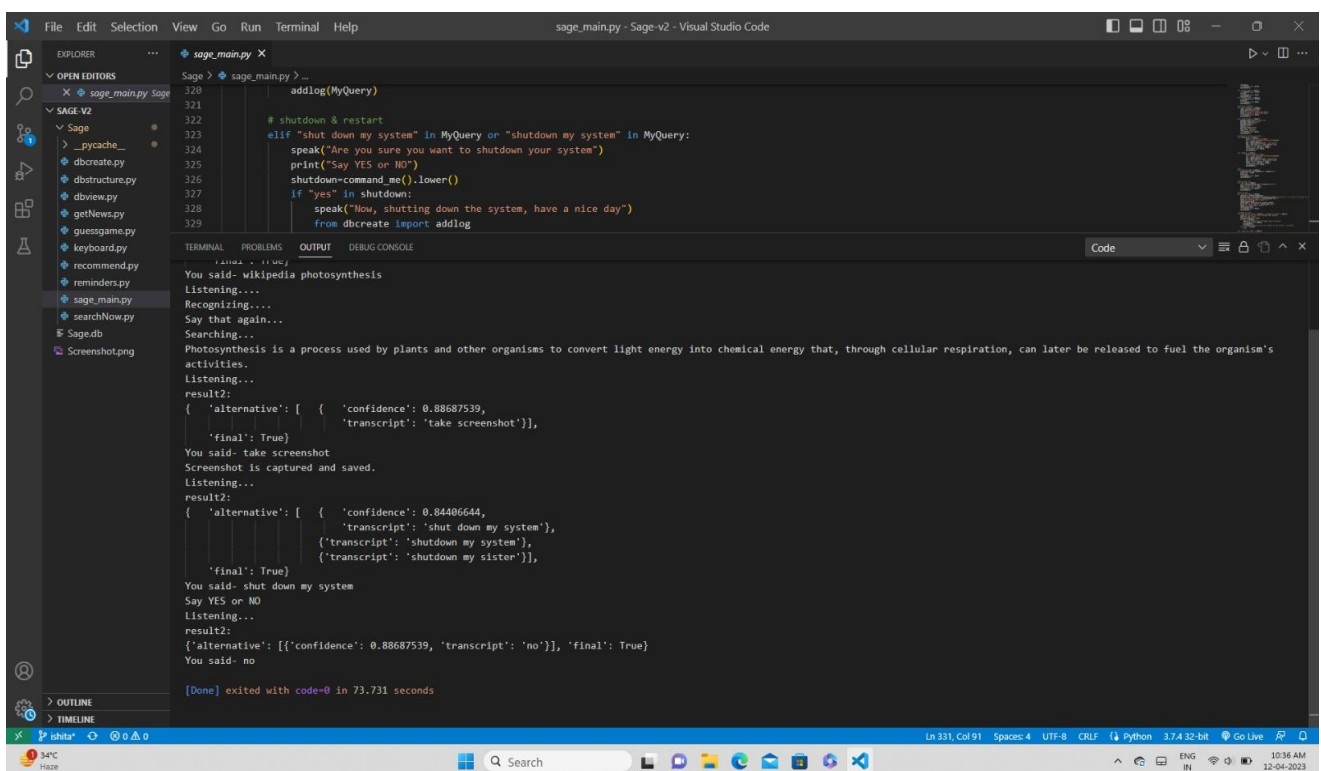 File Edit Selection View Go Run Terminal Help
sage_main.py - Sage-v2 - Visual Studio Code
EXPLORER
OPEN EDITORS
sage_main.py Sage
SAGE-V2
Sage
__pycache__
dbcreate.py
dbstructure.py
dbview.py
getNews.py
guessgame.py
keyboard.py
recommend.py
reminders.py
sage_main.py
searchNow.py
Sage.db
Screenshot.png
OUTLINE
TIMELINE
sage_main.py
Sage > sage_main.py > ...
320 addlog(MyQuery)
321
322 # shutdown & restart
323 elif "shut down my system" in MyQuery or "shutdown my system" in MyQuery:
324 speak("Are you sure you want to shutdown your system")
325 print("Say YES or NO")
326 shutdown=command_me().lower()
327 if "yes" in shutdown:
328 speak("Now, shutting down the system, have a nice day")
329 from dbcreate import addlog
TERMINAL PROBLEMS OUTPUT DEBUG CONSOLE
Code
'final': True}
You said- wikipedia photosynthesis
Listening....
Recognizing....
Say that again...
Searching...
Photosynthesis is a process used by plants and other organisms to convert light energy into chemical energy that, through cellular respiration, can later be released to fuel the organism's
activities.
Listening...
result2:
{ 'alternative': [ { 'confidence': 0.88687539,
'transcript': 'take screenshot'}],
'final': True}
You said- take screenshot
Screenshot is captured and saved.
Listening...
result2:
{ 'alternative': [ { 'confidence': 0.84406644,
'transcript': 'shut down my system'},
{'transcript': 'shutdown my system'},
{'transcript': 'shutdown my sister'}],
'final': True}
You said- shut down my system
Say YES or NO
Listening...
result2:
{'alternative': [{'confidence': 0.88687539, 'transcript': 'no'}], 'final': True}
You said- no
[Done] exited with code=0 in 73.731 seconds
ishita* 0 0
Ln 331, Col 91 Spaces: 4 UTF-8 CRLF Python 3.7.4 32-bit Go Live
34°C
Haze
Search
ENG
IN
10:36 AM
12-04-2023